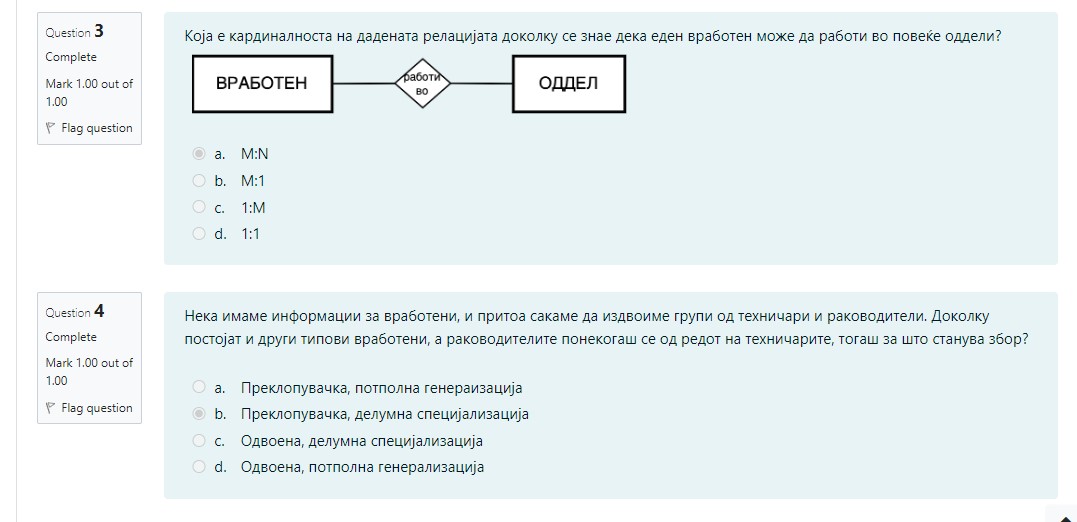 Question 3
Complete
Mark 1.00 out of
1.00
Flag question
Која е кардиналноста на дадената релацијата доколку се знае дека еден вработен може да работи во повеќе оддели?
ВРАБОТЕН
работи
во
ОДДЕЛ
a. M:N
b. M:1
c. 1:M
d. 1:1
Question 4
Complete
Mark 1.00 out of
1.00
Flag question
Нека имаме информации за вработени, и притоа сакаме да издвоиме групи од техничари и раководители. Доколку
постојат и други типови вработени, а раководителите понекогаш се од редот на техничарите, тогаш за што станува збор?
a. Преклопувачка, потполна генераизација
b. Преклопувачка, делумна специјализација
c. Одвоена, делумна специјализација
d. Одвоена, потполна генерализација